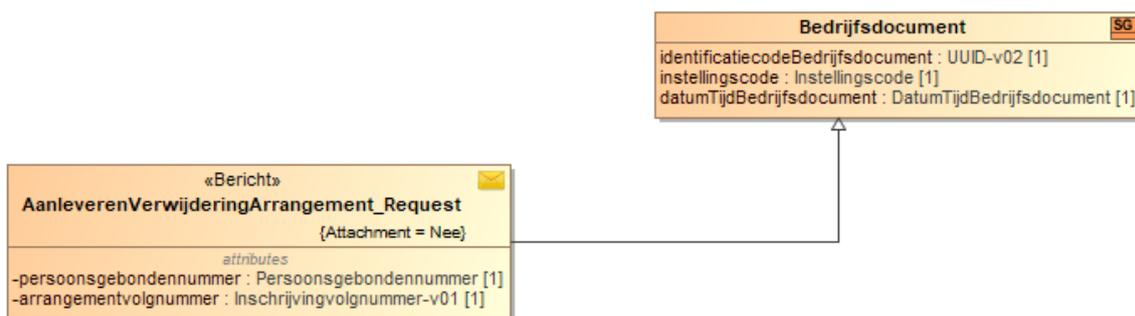 Bedrijfsdocument
SG
identificatiecodeBedrijfsdocument : UUID-v02 [1]
instellingscode : Instellingscode [1]
datumTijdBedrijfsdocument : DatumTijdBedrijfsdocument [1]
«Bericht»
AanleverenVerwijderingArrangement_Request
{Attachment = Nee}
attributes
-persoonsgebondennummer : Persoonsgebondennummer [1]
-arrangementvolgnummer : Inschrijvingvolgnummer-v01 [1]